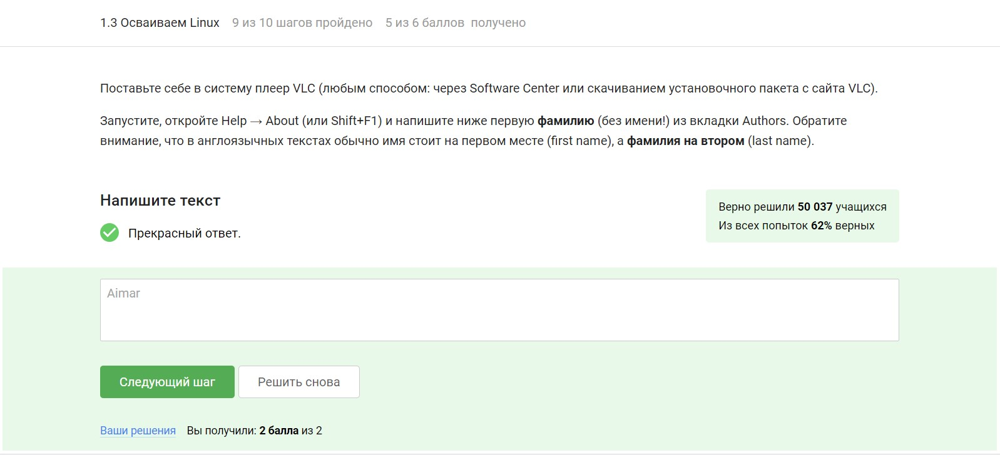 1.3 Осваиваем Linux 9 из 10 шагов пройдено 5 из 6 баллов получено
Поставьте себе в систему плеер VLC (любым способом: через Software Center или скачиванием установочного пакета с сайта VLC).
Запустите, откройте Help → About (или Shift+F1) и напишите ниже первую фамилию (без имени!) из вкладки Authors. Обратите
внимание, что в англоязычных текстах обычно имя стоит на первом месте (first name), а фамилия на втором (last name).
Напишите текст
Прекрасный ответ.
Верно решили 50 037 учащихся
Из всех попыток 62% верных
Aimar
Следующий шаг
Решить снова
Ваши решения Вы получили: 2 балла из 2